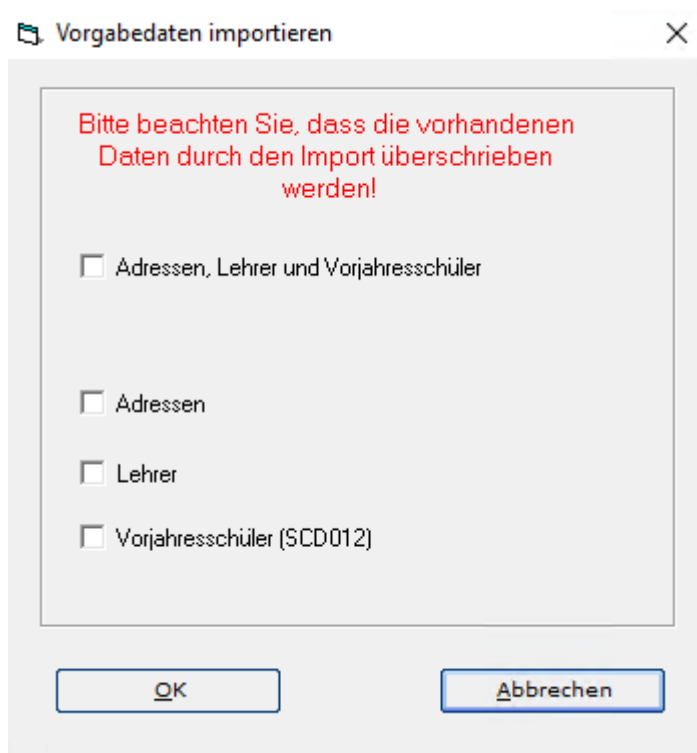 Vorgabedaten importieren
Bitte beachten Sie, dass die vorhandenen
Daten durch den Import überschrieben
werden!
Adressen, Lehrer und Vorjahresschüler
Adressen
Lehrer
Vorjahresschüler (SCD012)
OK
Abbrechen